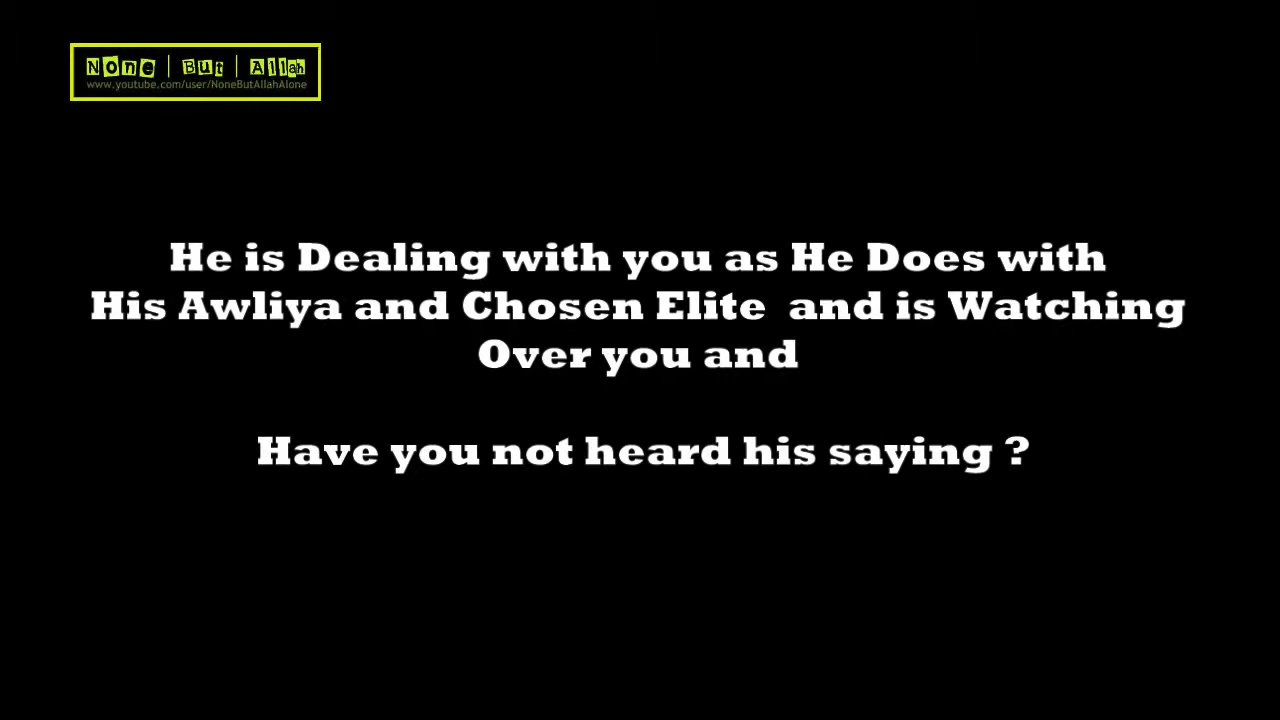 None | But | Allah
www.youtube.com/user/NoneButAllahAlone
He is Dealing with you as He Does with
His Awliya and Chosen Elite and is Watching
Over you and
Have you not heard his saying ?